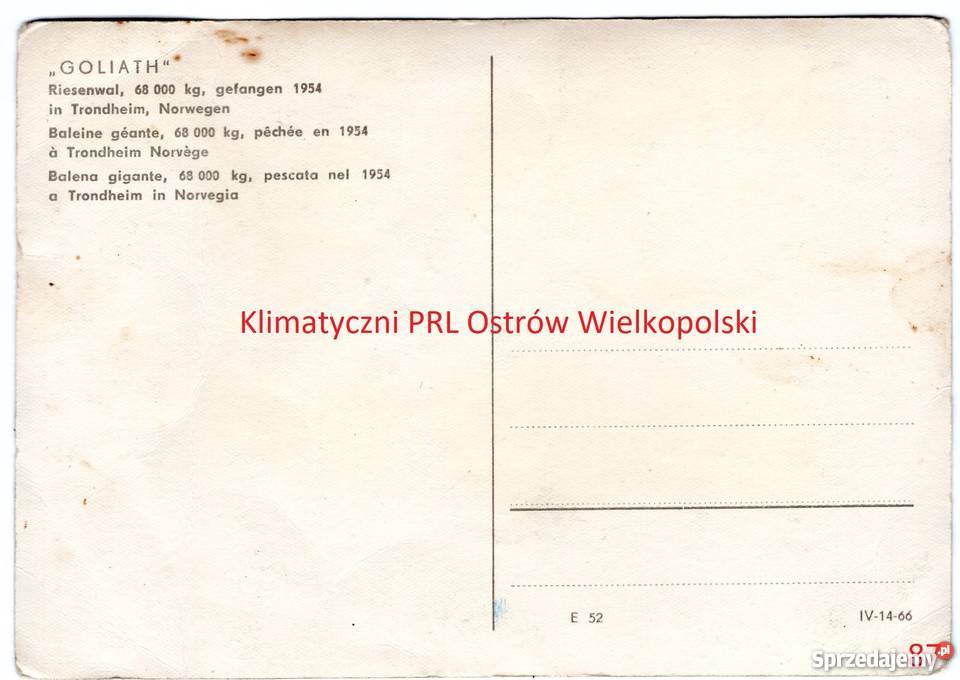 „GOLIATH“
Riesenwal, 68 000 kg, gefangen 1954
in Trondheim, Norwegen
Baleine géante, 68 000 kg, pêchée en 1954
à Trondheim Norvège
Balena gigante, 68 000 kg, pescata nel 1954
a Trondheim in Norvegia
Klimatyczni PRL Ostrów Wielkopolski
E 52
IV-14-66
87
Sprzedajemy.pl